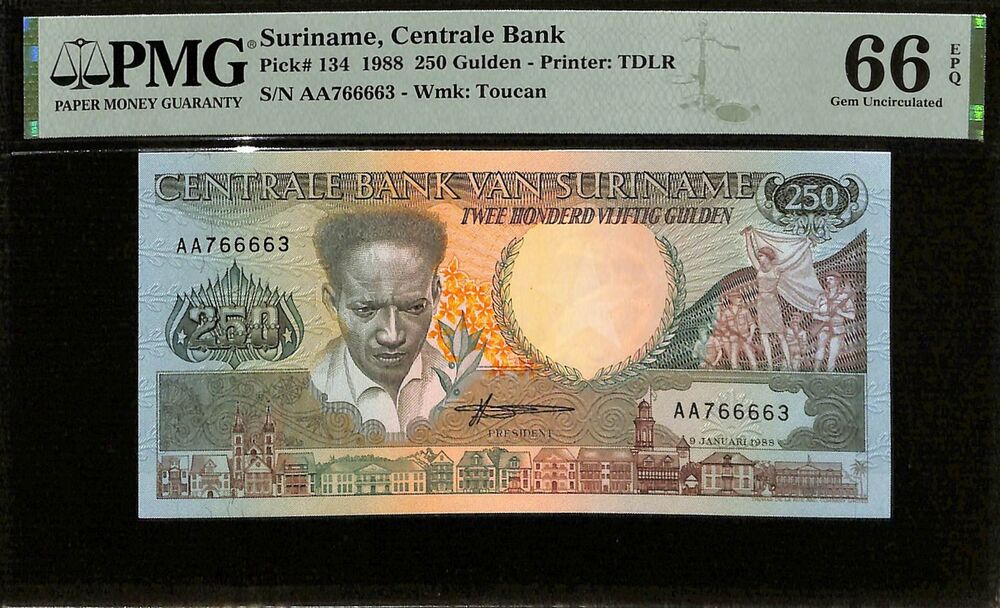 PMG®
PAPER MONEY GUARANTY
Suriname, Centrale Bank
Pick# 134 1988 250 Gulden - Printer: TDLR
S/N AA766663 - Wmk: Toucan
66
EPQ
Gem Uncirculated
CENTRALE BANK VAN SURINAME
250
TWEE HONDERD VIJFTIG GULDEN
AA766663
250
AA766663
PRESIDENT
9 JANUARI 1988